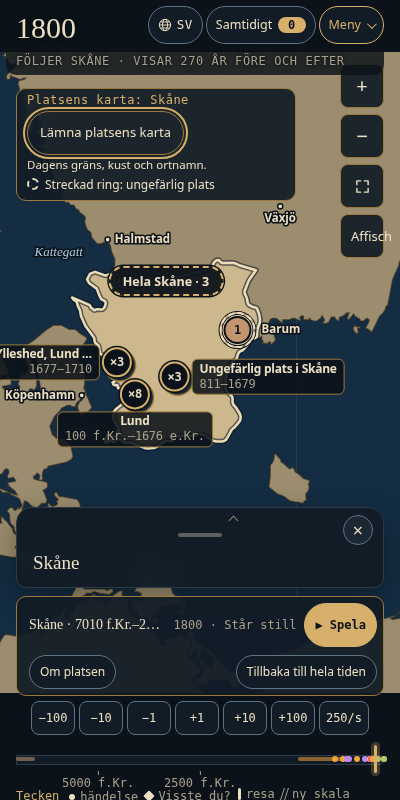 1800
SV
Samtidigt 0
Meny
FÖLJER SKÅNE · VISAR 270 ÅR FÖRE OCH EFTER
Platsens karta: Skåne
Lämna platsens karta
Dagens gräns, kust och ortnamn.
Streckad ring: ungefärlig plats
+
−
Affisch
Växjö
Halmstad
Kattegatt
Hela Skåne · 3
1
Barum
lleshed, Lund ...
1677–1710
×3
×3
Ungefärlig plats i Skåne
811–1679
Köpenhamn
×8
Lund
100 f.Kr.–1676 e.Kr.
×
Skåne
Skåne · 7010 f.Kr.–2…
1800 · Står still
▶ Spela
Om platsen
Tillbaka till hela tiden
−100
−10
−1
+1
+10
+100
250/s
5000 f.Kr.
2500 f.Kr.
Tecken
händelse
Visste du?
resa
ny skala